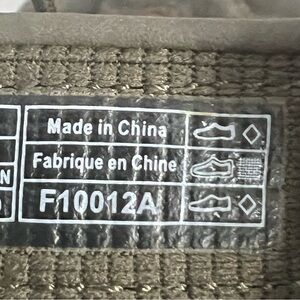 Made in China
Fabrique en Chine
N
F10012A